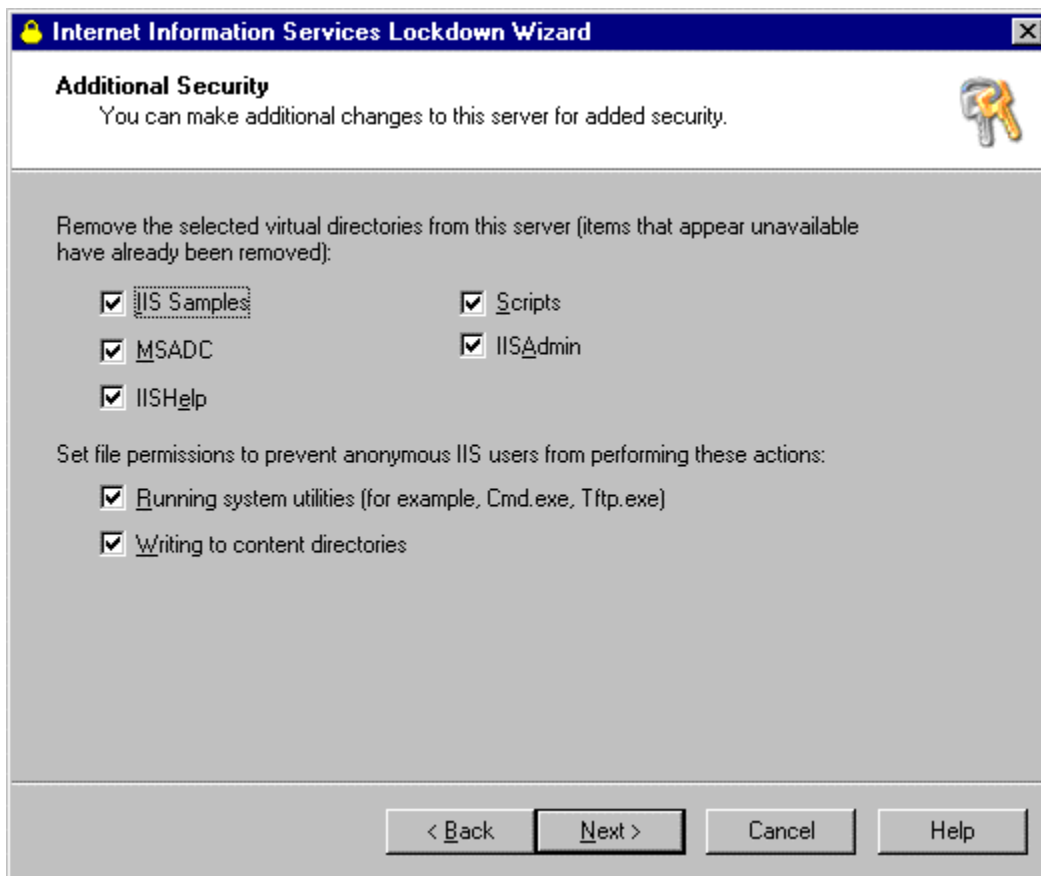 Internet Information Services Lockdown Wizard
Additional Security
You can make additional changes to this server for added security.
Remove the selected virtual directories from this server (items that appear unavailable
have already been removed):
IIS Samples
Scripts
MSADC
IISAdmin
IISHelp
Set file permissions to prevent anonymous IIS users from performing these actions:
Running system utilities (for example, Cmd.exe, Tftp.exe)
Writing to content directories
< Back
Next >
Cancel
Help